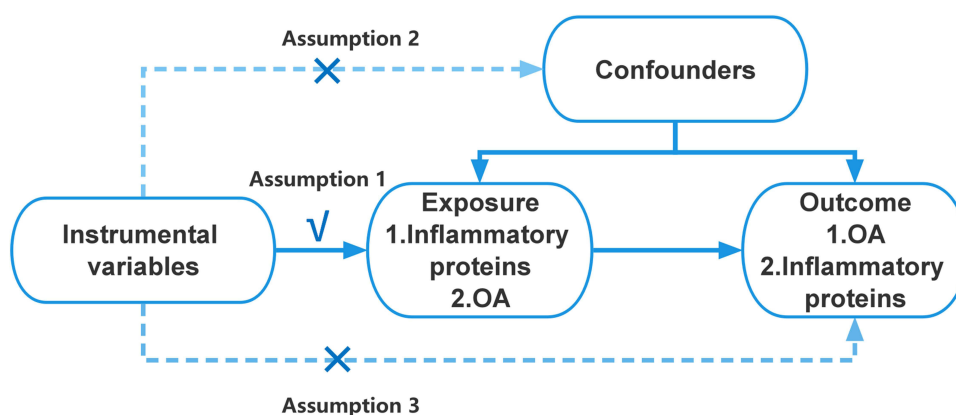 Assumption 2
Confounders
Assumption 1
√
Instrumental
variables
Exposure
1.Inflammatory
proteins
2.OA
Outcome
1.OA
2.Inflammatory
proteins
Assumption 3